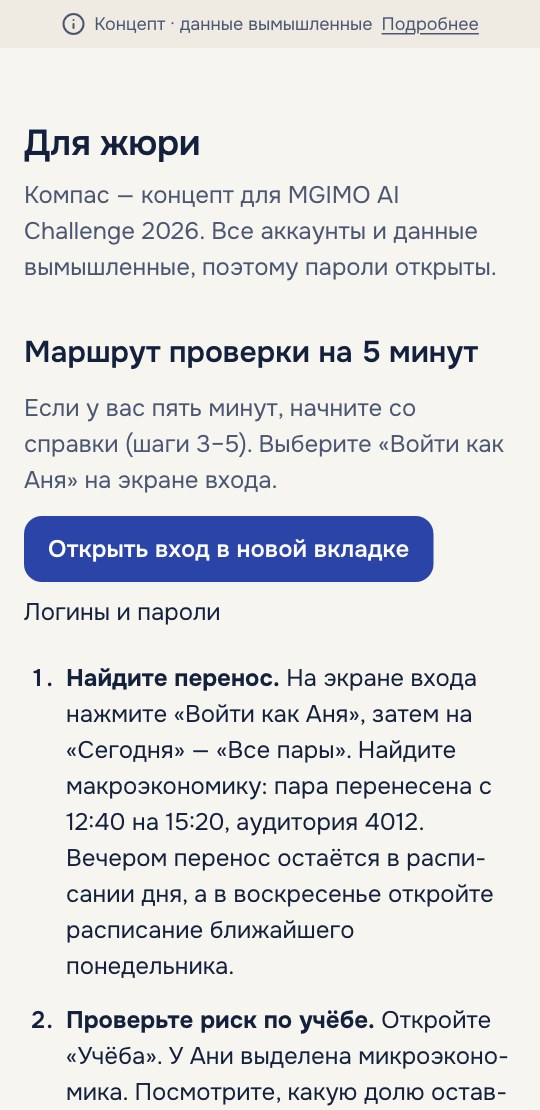 Концепт · данные вымышленные Подробнее
Для жюри
Компас — концепт для MGIMO AI
Challenge 2026. Все аккаунты и данные
вымышленные, поэтому пароли открыты.
Маршрут проверки на 5 минут
Если у вас пять минут, начните со
справки (шаги 3–5). Выберите «Войти как
Аня» на экране входа.
Открыть вход в новой вкладке
Логины и пароли
1. Найдите перенос. На экране входа
нажмите «Войти как Аня», затем на
«Сегодня» — «Все пары». Найдите
макроэкономику: пара перенесена с
12:40 на 15:20, аудитория 4012.
Вечером перенос остаётся в распи-
сании дня, а в воскресенье откройте
расписание ближайшего
понедельника.
2. Проверьте риск по учёбе. Откройте
«Учёба». У Ани выделена микроэконо-
мика. Посмотрите, какую долю остав-